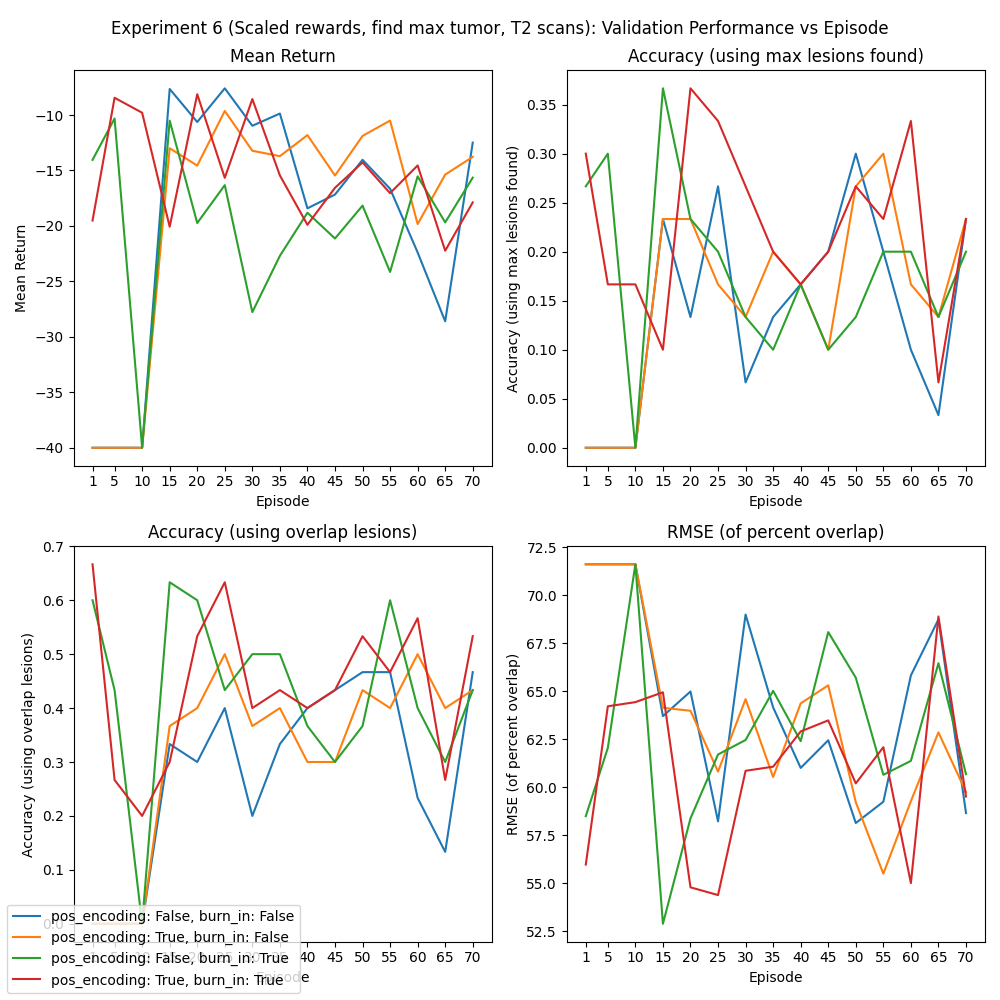 Experiment 6 (Scaled rewards, find max tumor, T2 scans): Validation Performance vs Episode
Mean Return
Mean Return
−10
−15
−20
−25
−30
−35
−40
1 5 10 15 20 25 30 35 40 45 50 55 60 65 70
Episode
Accuracy (using max lesions found)
Accuracy (using max lesions found)
0.35
0.30
0.25
0.20
0.15
0.10
0.05
0.00
1 5 10 15 20 25 30 35 40 45 50 55 60 65 70
Episode
Accuracy (using overlap lesions)
Accuracy (using overlap lesions)
0.7
0.6
0.5
0.4
0.3
0.2
0.1
0.0
40 45 50 55 60 65 70
Episode
RMSE (of percent overlap)
RMSE (of percent overlap)
72.5
70.0
67.5
65.0
62.5
60.0
57.5
55.0
52.5
1 5 10 15 20 25 30 35 40 45 50 55 60 65 70
Episode
pos_encoding: False, burn_in: False
pos_encoding: True, burn_in: False
pos_encoding: False, burn_in: True
pos_encoding: True, burn_in: True